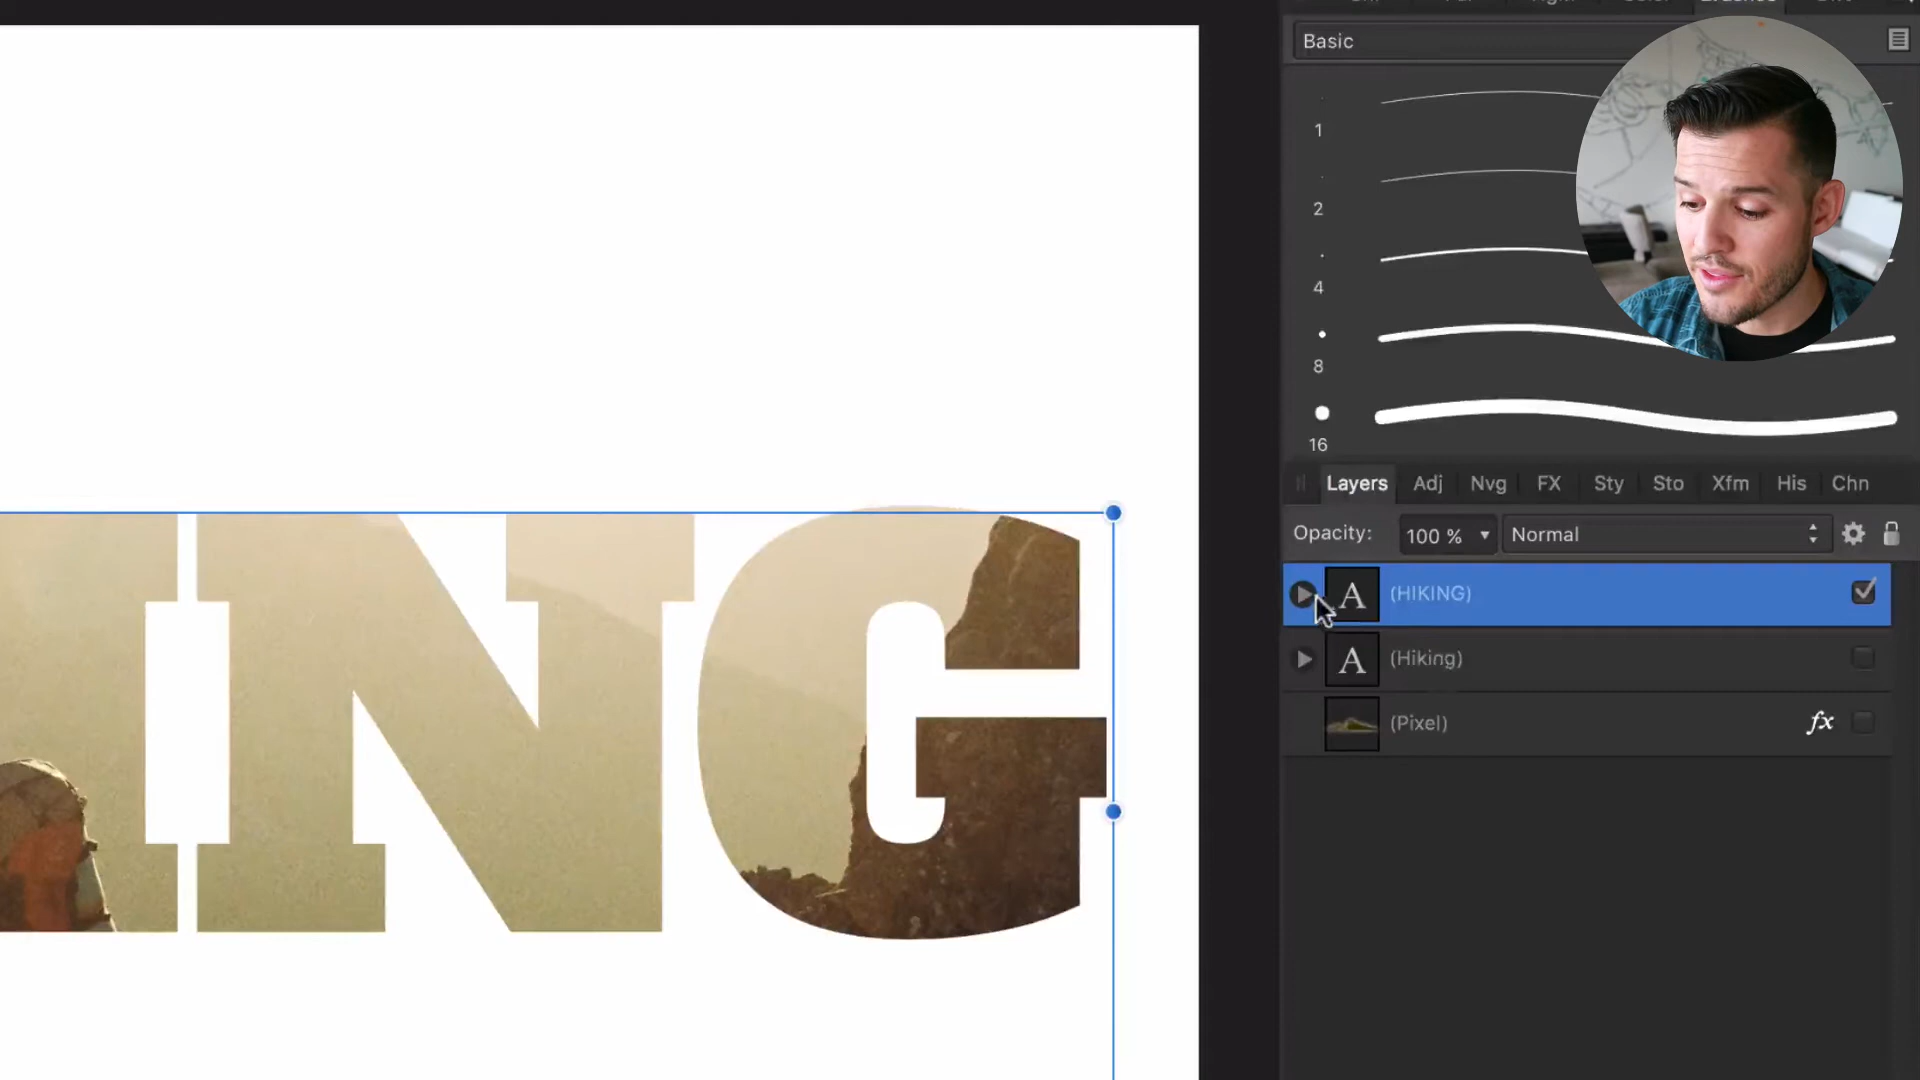 Basic
1
2
4
8
16
Layers Adj Nvg FX Sty Sto Xfm His Chn
Opacity: 100 % Normal
A (HIKING)
A (Hiking)
(Pixel) fx
ING